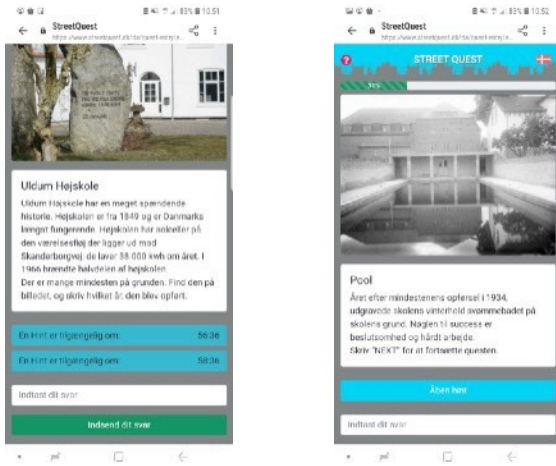 83% 10.51
StreetQuest
Uldum Højskole
Uldum Højskole har en meget spændende
historie. Højskolen er fra 1849 og er Danmarks
længst fungerende. Højskolen har solceller på
den værelsesfløj der ligger ud mod
Skanderborgvej, de laver 38.000 kwh om året. I
1966 brændte halvdelen af højskolen.
Der er mange mindesten på grunden. Find den på
billedet, og skriv hvilket år, den blev opført.
En Hint er tilgængelig om: 56:36
En Hint er tilgængelig om: 58:36
Indtast dit svar
Indsend dit svar
83% 10.52
StreetQuest
STREET QUEST
Pool
Året efter mindestenens opførsel i 1934,
udgravede skolens vinterhold svømmebadet på
skolens grund. Nøglen til success er
beslutsomhed og hårdt arbejde.
Skriv "NEXT" for at fortsætte questen.
Åben hint
Indtast dit svar